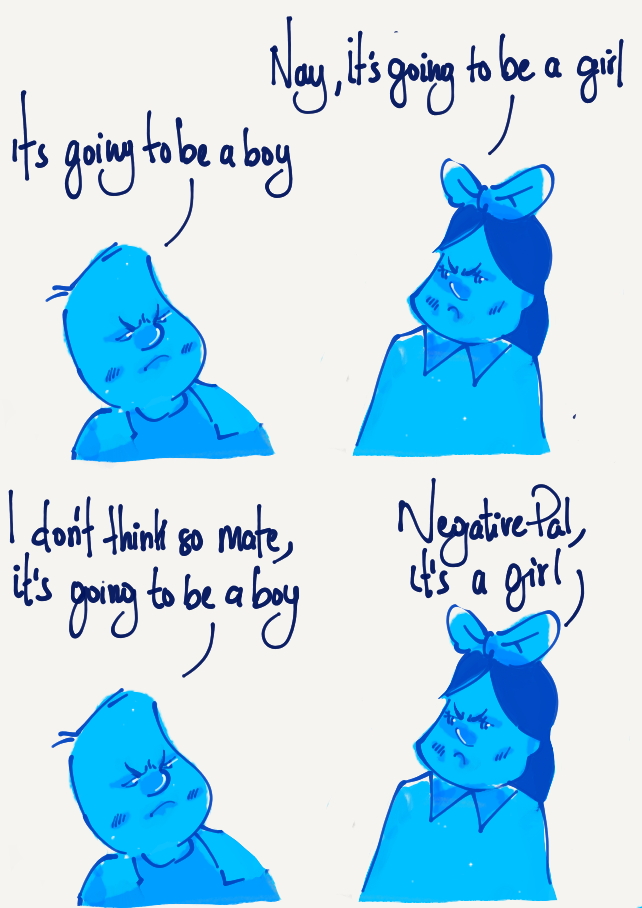 It's going to be a boy
Nay, it's going to be a girl
I don't think so mate,
it's going to be a boy
Negative Pal,
it's a girl